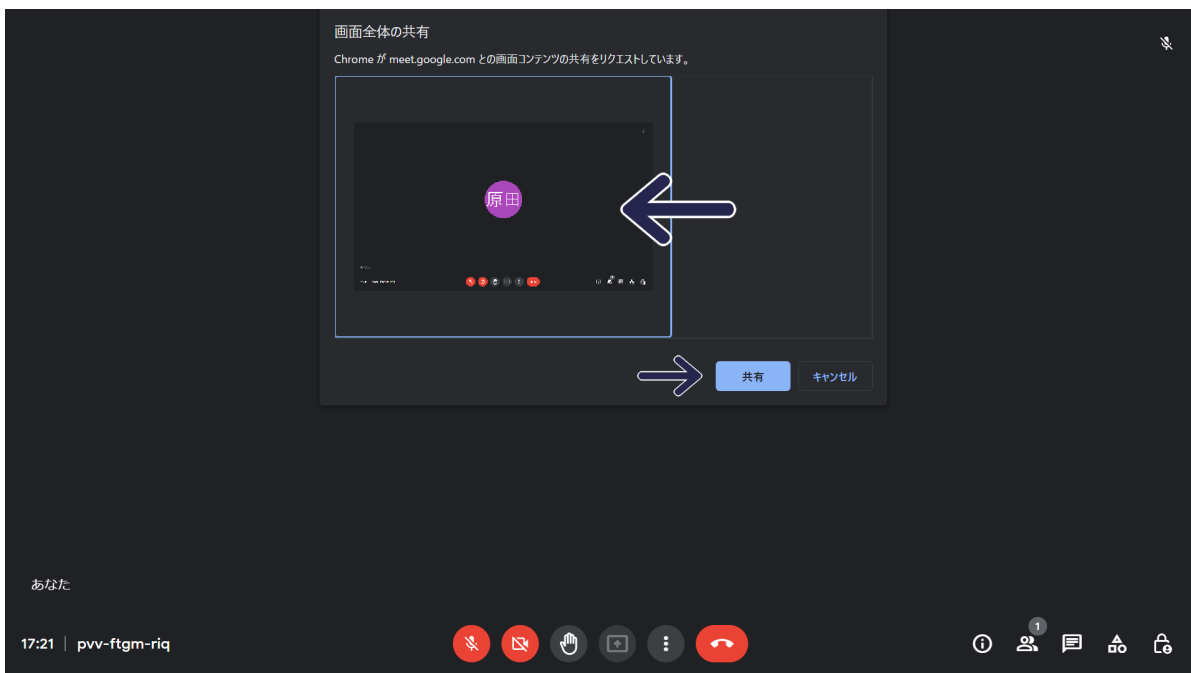 画面全体の共有
Chrome が meet.google.com との画面コンテンツの共有をリクエストしています。
原田
共有
キャンセル
あなた
1
17:21 | pvv-ftgm-riq